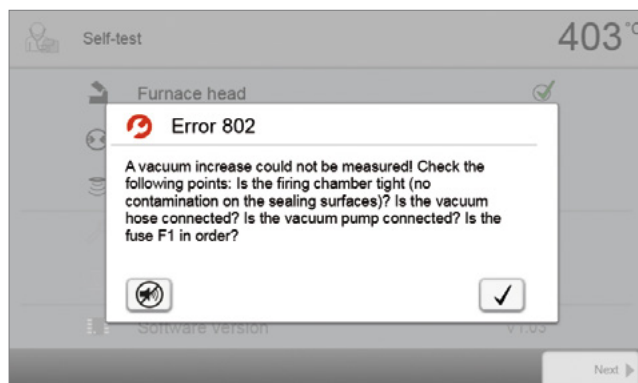 Self-test
403 °C
Furnace head
Error 802
A vacuum increase could not be measured! Check the
following points: Is the firing chamber tight (no
contamination on the sealing surfaces)? Is the vacuum
hose connected? Is the vacuum pump connected? Is the
fuse F1 in order?
Software Version
V1.03
Next